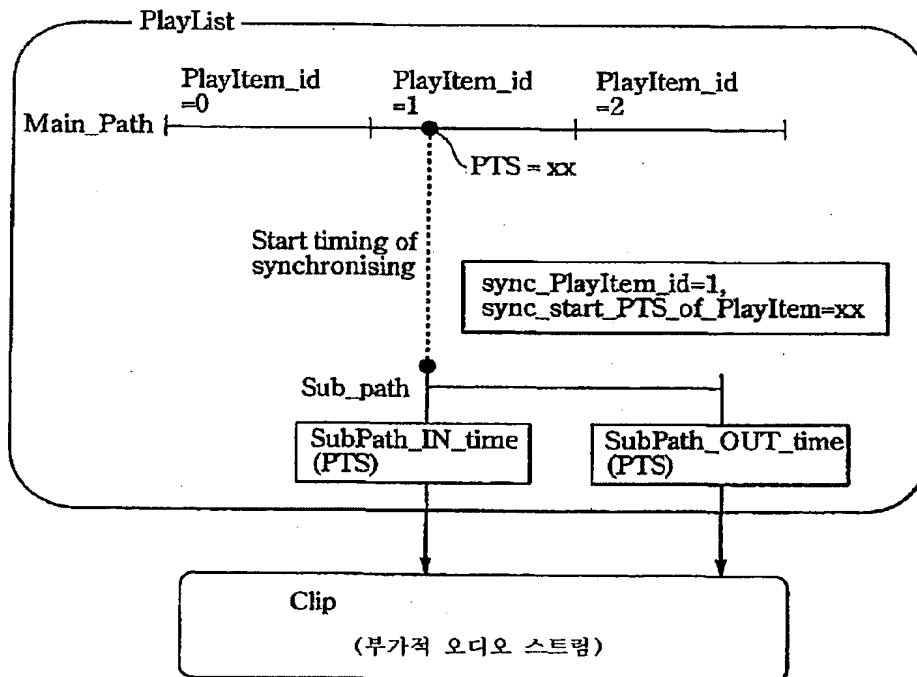 PlayList
PlayItem_id
=0
PlayItem_id
=1
PlayItem_id
=2
Main_Path
PTS = xx
Start timing of
synchronising
sync_PlayItem_id=1,
sync_start_PTS_of_PlayItem=xx
Sub_path
SubPath_IN_time
(PTS)
SubPath_OUT_time
(PTS)
Clip
(부가적 오디오 스트림)